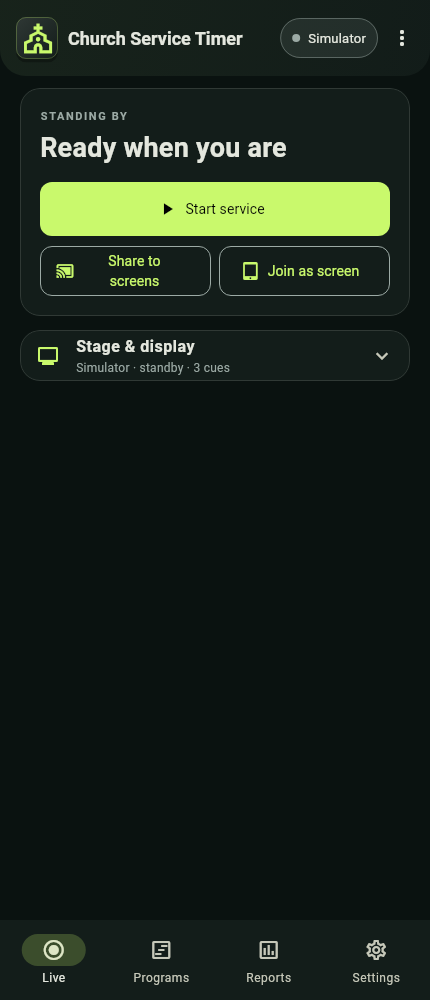 Church Service Timer
Simulator
STANDING BY
Ready when you are
Start service
Share to
screens
Join as screen
Stage & display
Simulator · standby · 3 cues
Live
Programs
Reports
Settings